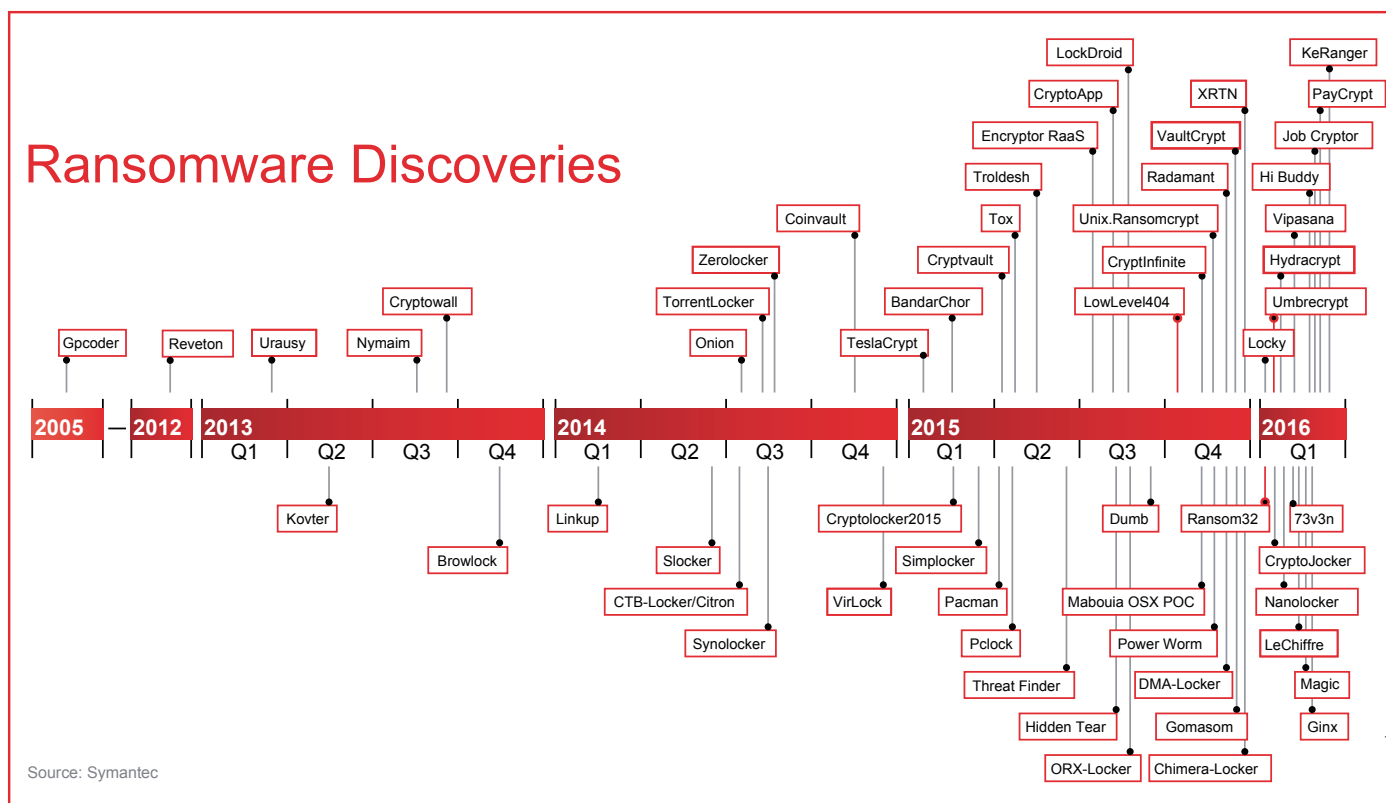 LockDroid
KeRanger
CryptoApp
XRTN
PayCrypt
Ransomware Discoveries
Encryptor RaaS
VaultCrypt
Job Cryptor
Troldesh
Radamant
Hi Buddy
Coinvault
Tox
Unix.Ransomcrypt
Vipasana
Zerolocker
Cryptvault
CryptInfinite
Hydracrypt
Cryptowall
TorrentLocker
BandarChor
LowLevel404
Umbrecrypt
Gpcoder
Reveton
Urausy
Nymaim
Onion
TeslaCrypt
Locky
2005
2012
2013
2014
2015
2016
Q1
Q2
Q3
Q4
Q1
Q2
Q3
Q4
Q1
Q2
Q3
Q4
Q1
Kovter
Linkup
Cryptolocker2015
Dumb
Ransom32
73v3n
Browlock
Slocker
Simplocker
CryptoJocker
CTB-Locker/Citron
VirLock
Pacman
Mabouia OSX POC
Nanolocker
Synolocker
Pclock
Power Worm
LeChiffre
Threat Finder
DMA-Locker
Magic
Hidden Tear
Gomasom
Ginx
ORX-Locker
Chimera-Locker
Source: Symantec